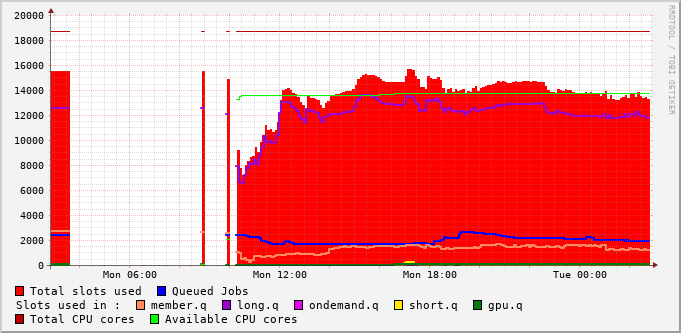 20000
18000
16000
14000
12000
10000
8000
6000
4000
2000
0
Mon 06:00 Mon 12:00 Mon 18:00 Tue 00:00
RRDTOOL / TOBI OETIKER
Total slots used Queued Jobs
Slots used in : member.q long.q ondemand.q short.q gpu.q
Total CPU cores Available CPU cores